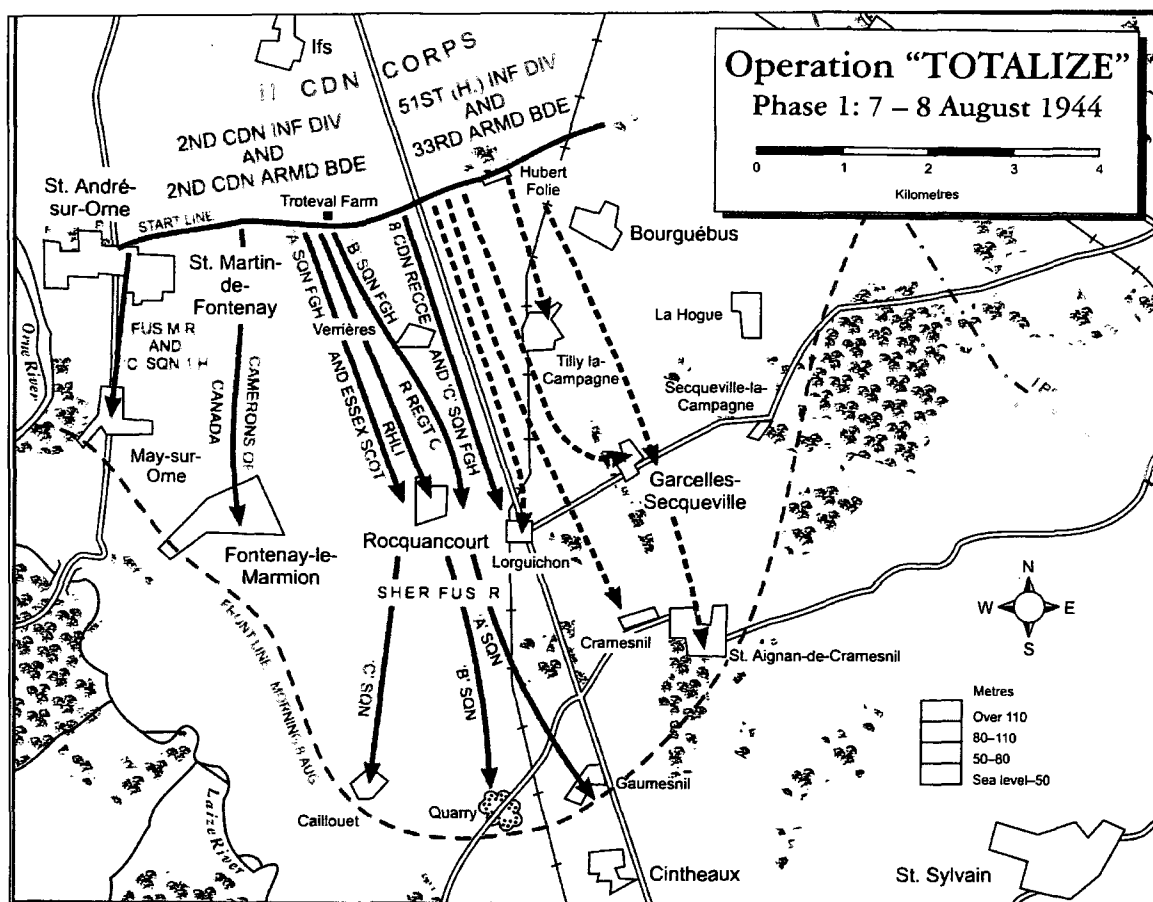 Operation “TOTALIZE”
Phase 1: 7 – 8 August 1944
0 1 2 3 4
Kilometres
Ifs
CDN CORPS
2ND CDN INF DIV
AND
2ND CDN ARMD BDE
51ST (H.) INF DIV
AND
33RD ARMD BDE
St. André-
sur-Orne
START LINE
Troteval Farm
Hubert
Folie
Bourguébus
St. Martin-
de-
Fontenay
Orne River
FUS M R
AND
'C' SQN 1 H
CAMERONS OF
CANADA
'A' SQN FGH
AND ESSEX SCOT
RHLI
'B' SQN FGH
R REGT C
8 CDN RECCE
AND 'C' SQN FGH
Verrières
Tilly la-
Campagne
La Hogue
Secqueville-la-
Campagne
May-sur-
Orne
Garcelles-
Secqueville
Fontenay-le-
Marmion
Rocquancourt
Lorguichon
SHER FUS R
'C' SQN
'B' SQN
'A' SQN
Cramesnil
St. Aignan-de-Cramesnil
FRONT LINE MORNING 8 AUG
N
W E
S
Metres
Over 110
80–110
50–80
Sea level–50
Caillouet
Quarry
Gaumesnil
Laize River
Cintheaux
St. Sylvain